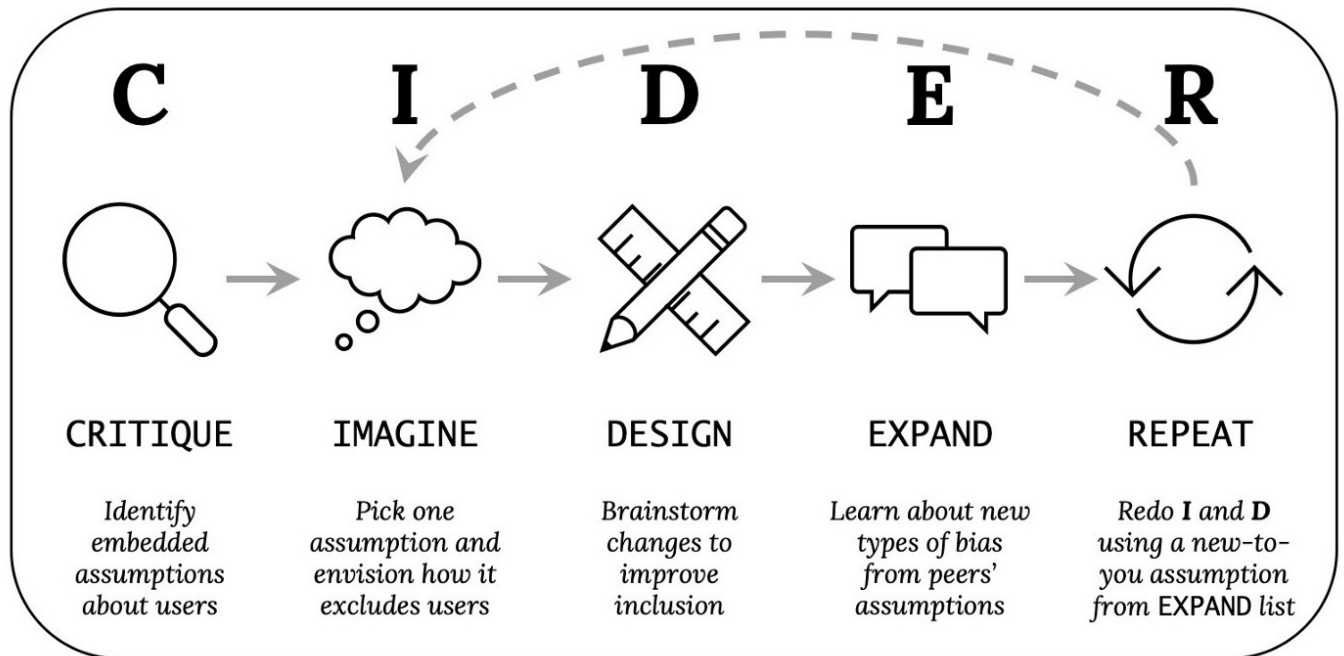 C I D E R
CRITIQUE
Identify
embedded
assumptions
about users
IMAGINE
Pick one
assumption and
envision how it
excludes users
DESIGN
Brainstorm
changes to
improve
inclusion
EXPAND
Learn about new
types of bias
from peers'
assumptions
REPEAT
Redo I and D
using a new-to-
you assumption
from EXPAND list